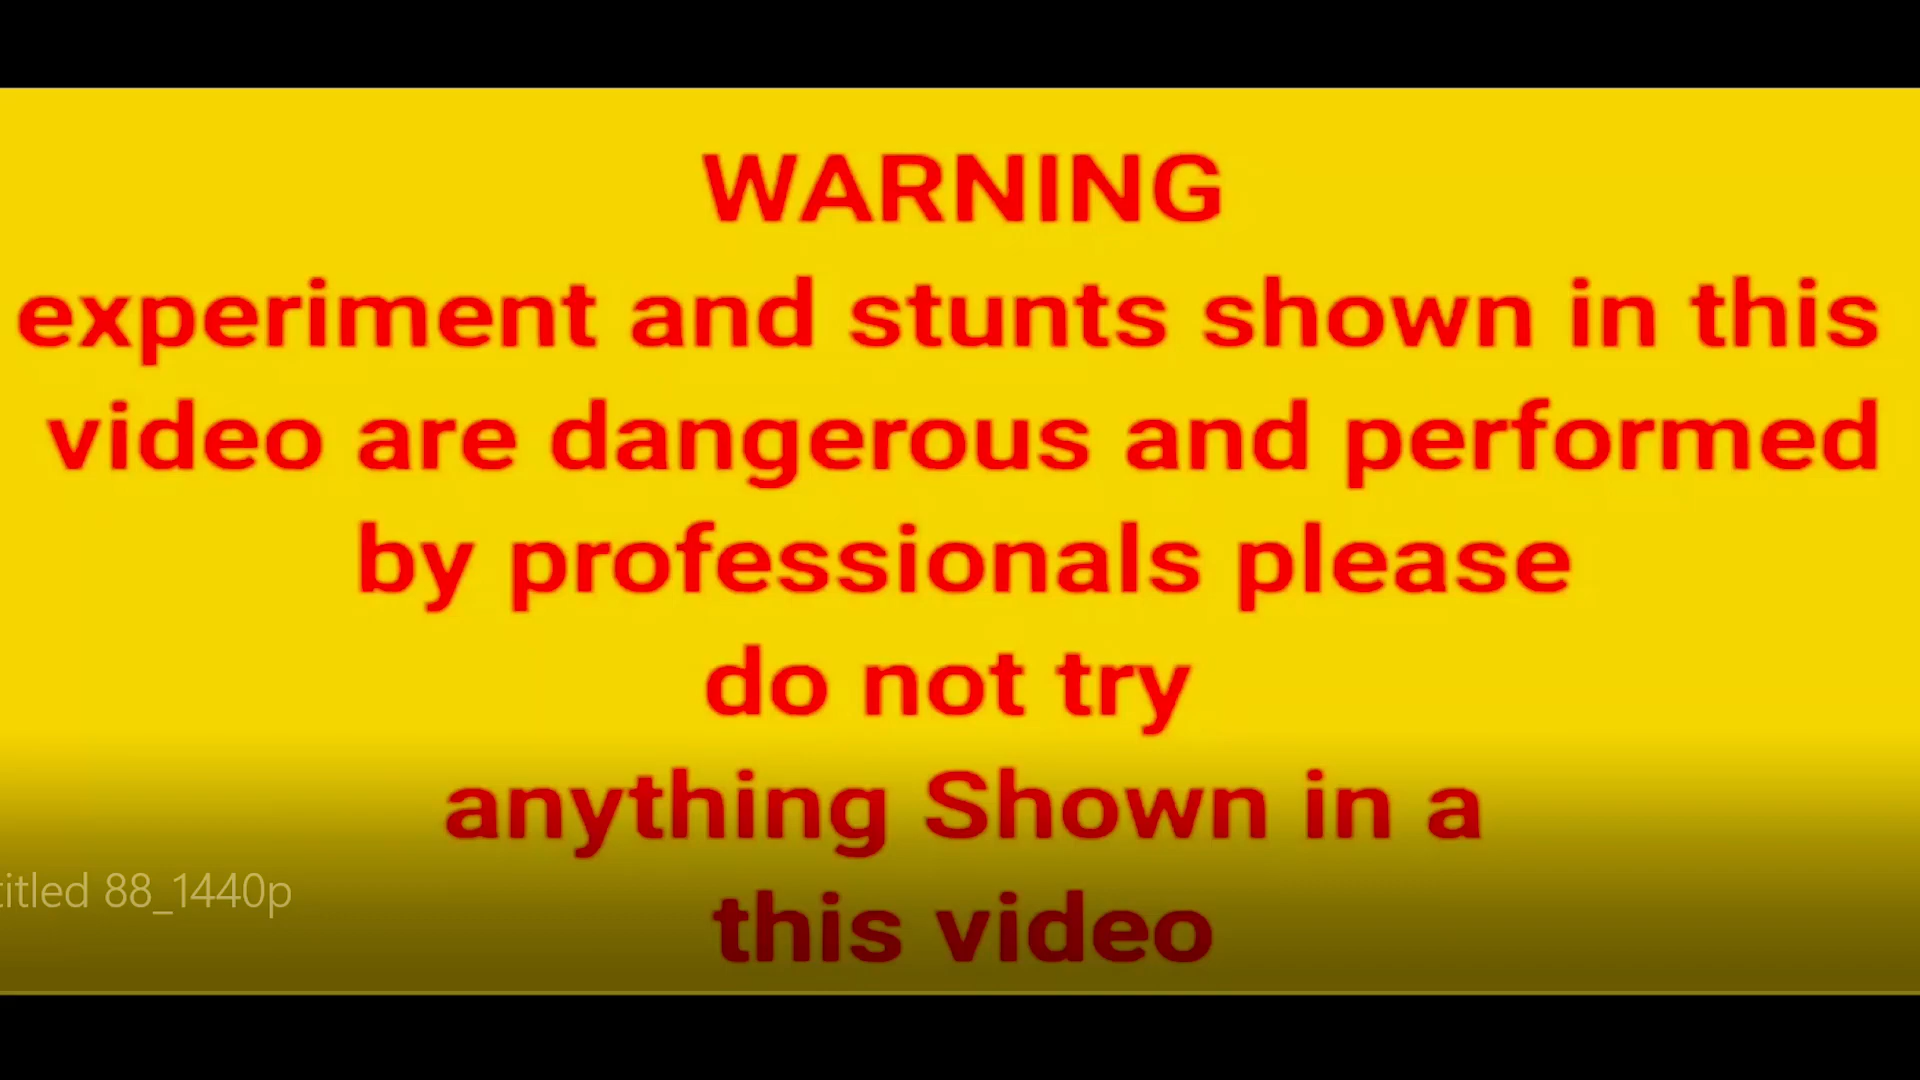 WARNING
experiment and stunts shown in this
video are dangerous and performed
by professionals please
do not try
anything Shown in a
this video
88_1440p